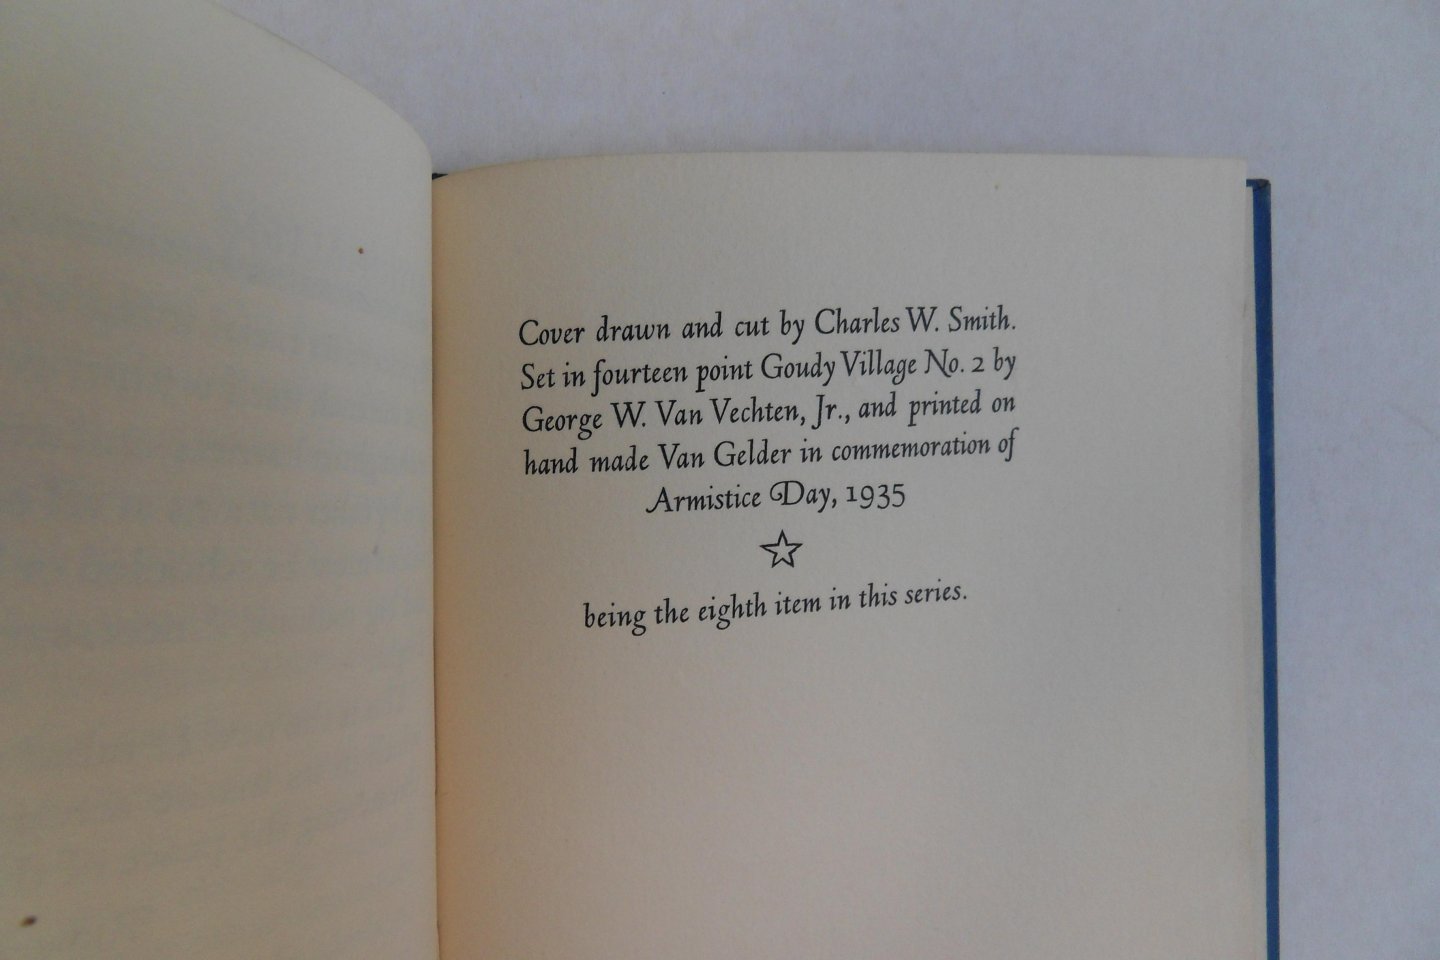 Cover drawn and cut by Charles W. Smith.
Set in fourteen point Goudy Village No. 2 by
George W. Van Vechten, Jr., and printed on
hand made Van Gelder in commemoration of
Armistice Day, 1935
being the eighth item in this series.